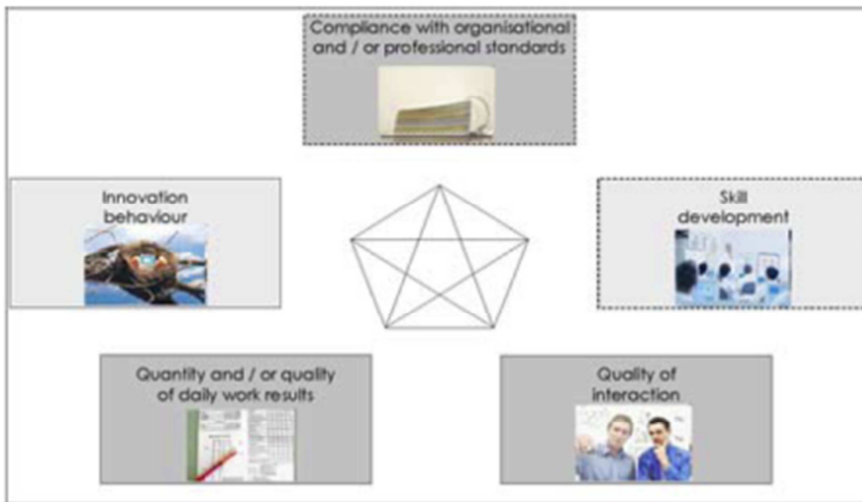 Compliance with organisational
and / or professional standards
Innovation
behaviour
Skill
development
Quantity and / or quality
of daily work results
Quality of
interaction